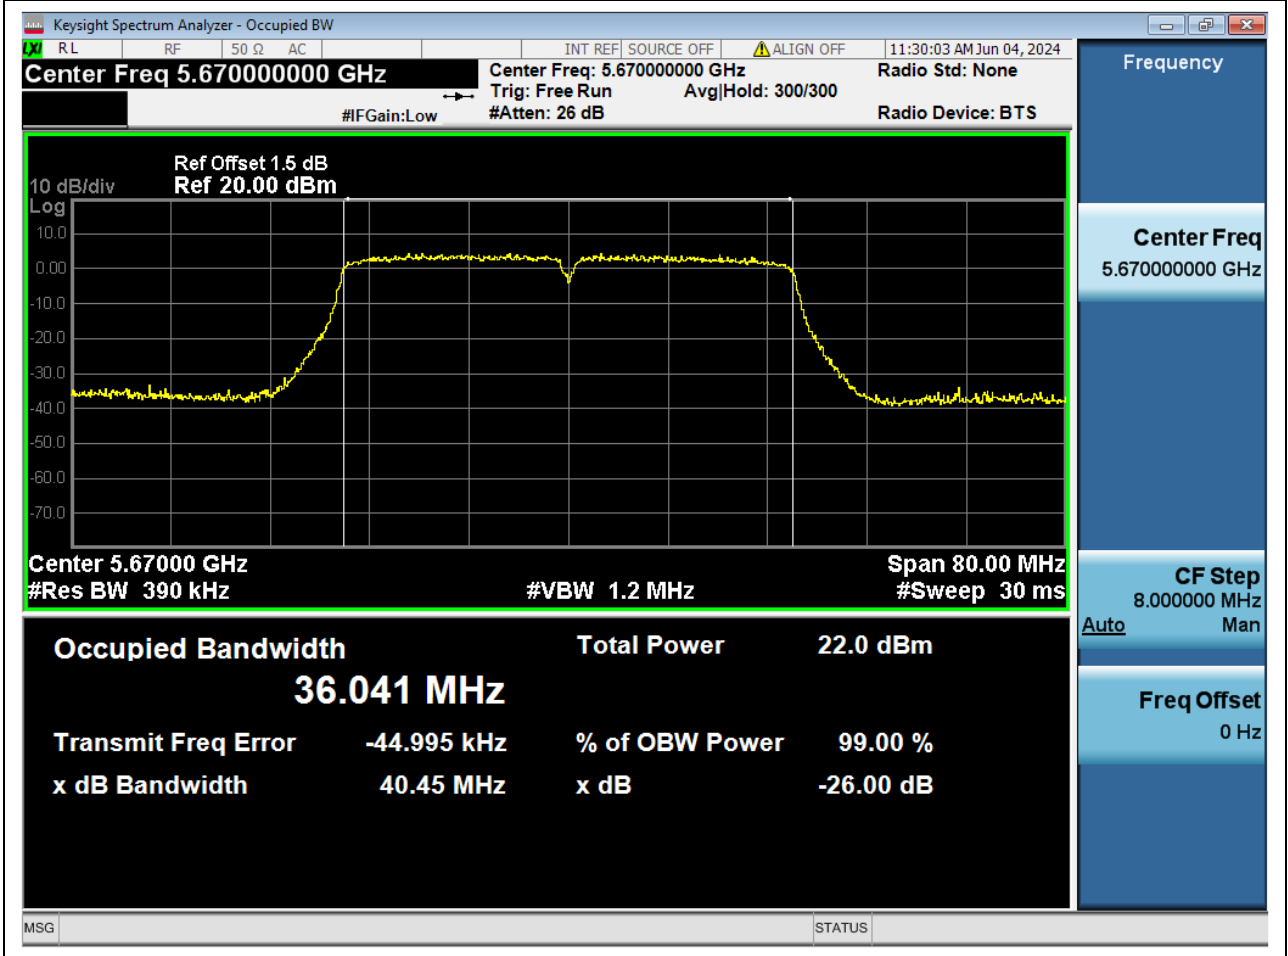 Keysight Spectrum Analyzer - Occupied BW
LXI RL RF 50 Ω AC INT REF SOURCE OFF ALIGN OFF 11:30:03 AM Jun 04, 2024
Center Freq 5.670000000 GHz
#IFGain:Low
Center Freq: 5.670000000 GHz
Trig: Free Run Avg|Hold: 300/300
#Atten: 26 dB
Radio Std: None
Radio Device: BTS
Ref Offset 1.5 dB
10 dB/div Ref 20.00 dBm
Log
10.0
0.00
-10.0
-20.0
-30.0
-40.0
-50.0
-60.0
-70.0
Center 5.67000 GHz Span 80.00 MHz
#Res BW 390 kHz #VBW 1.2 MHz #Sweep 30 ms
Occupied Bandwidth Total Power 22.0 dBm
36.041 MHz
Transmit Freq Error -44.995 kHz % of OBW Power 99.00 %
x dB Bandwidth 40.45 MHz x dB -26.00 dB
MSG STATUS
Frequency
Center Freq
5.670000000 GHz
CF Step
8.000000 MHz
Auto Man
Freq Offset
0 Hz